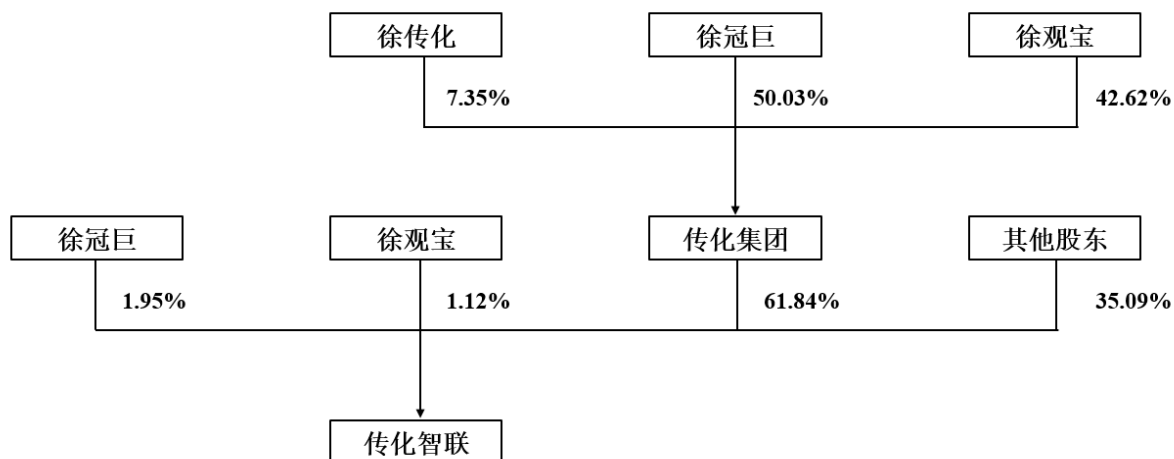 徐传化 徐冠巨 徐观宝
7.35% 50.03% 42.62%
徐冠巨 徐观宝 传化集团 其他股东
1.95% 1.12% 61.84% 35.09%
传化智联